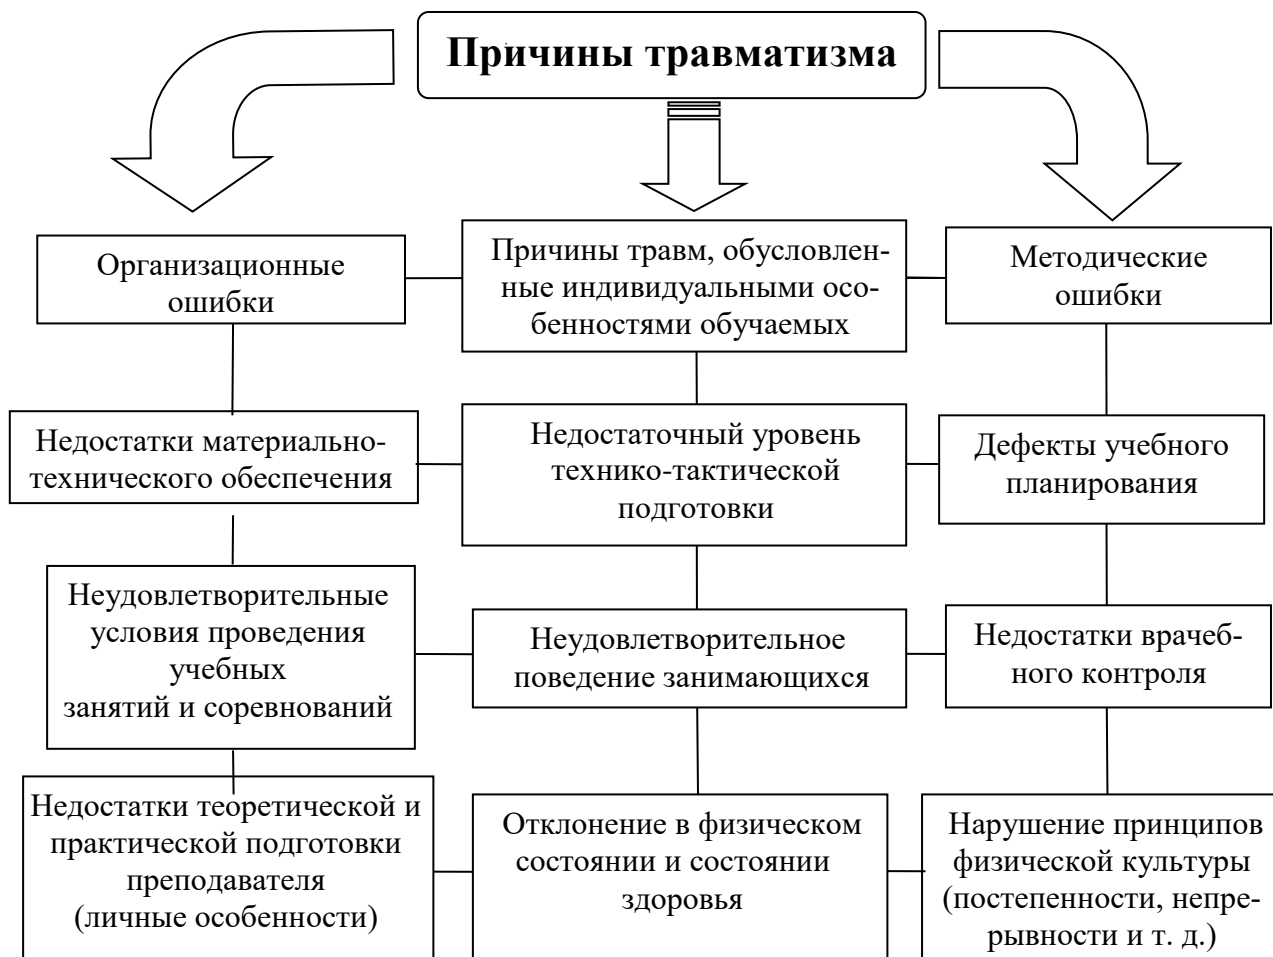 Причины травматизма
Организационные
ошибки
Причины травм, обусловлен-
ные индивидуальными осо-
бенностями обучаемых
Методические
ошибки
Недостатки материально-
технического обеспечения
Недостаточный уровень
технико-тактической
подготовки
Дефекты учебного
планирования
Неудовлетворительные
условия проведения
учебных
занятий и соревнований
Неудовлетворительное
поведение занимающихся
Недостатки врачеб-
ного контроля
Недостатки теоретической и
практической подготовки
преподавателя
(личные особенности)
Отклонение в физическом
состоянии и состоянии
здоровья
Нарушение принципов
физической культуры
(постепенности, непре-
рывности и т. д.)